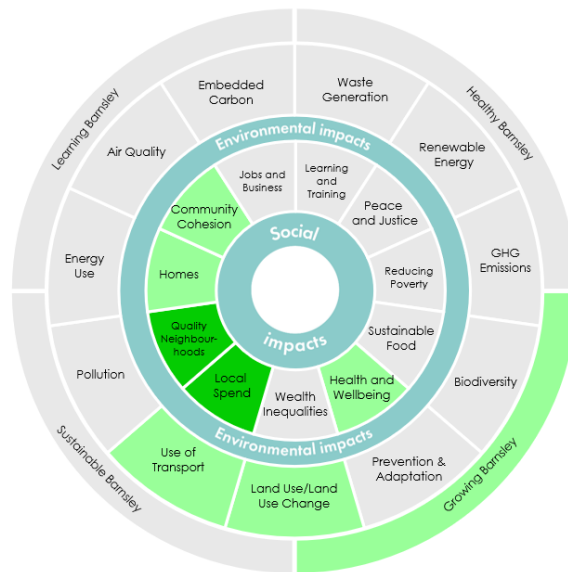 Learning Barnsley
Healthy Barnsley
Growing Barnsley
Sustainable Barnsley
Embedded
Carbon
Waste
Generation
Renewable
Energy
GHG
Emissions
Biodiversity
Prevention &
Adaptation
Land Use/Land
Use Change
Use of
Transport
Pollution
Energy
Use
Air Quality
Environmental impacts
Environmental impacts
Jobs and
Business
Learning
and
Training
Peace
and Justice
Reducing
Poverty
Sustainable
Food
Health and
Wellbeing
Wealth
Inequalities
Local
Spend
Quality
Neighbour-
hoods
Homes
Community
Cohesion
Social
impacts